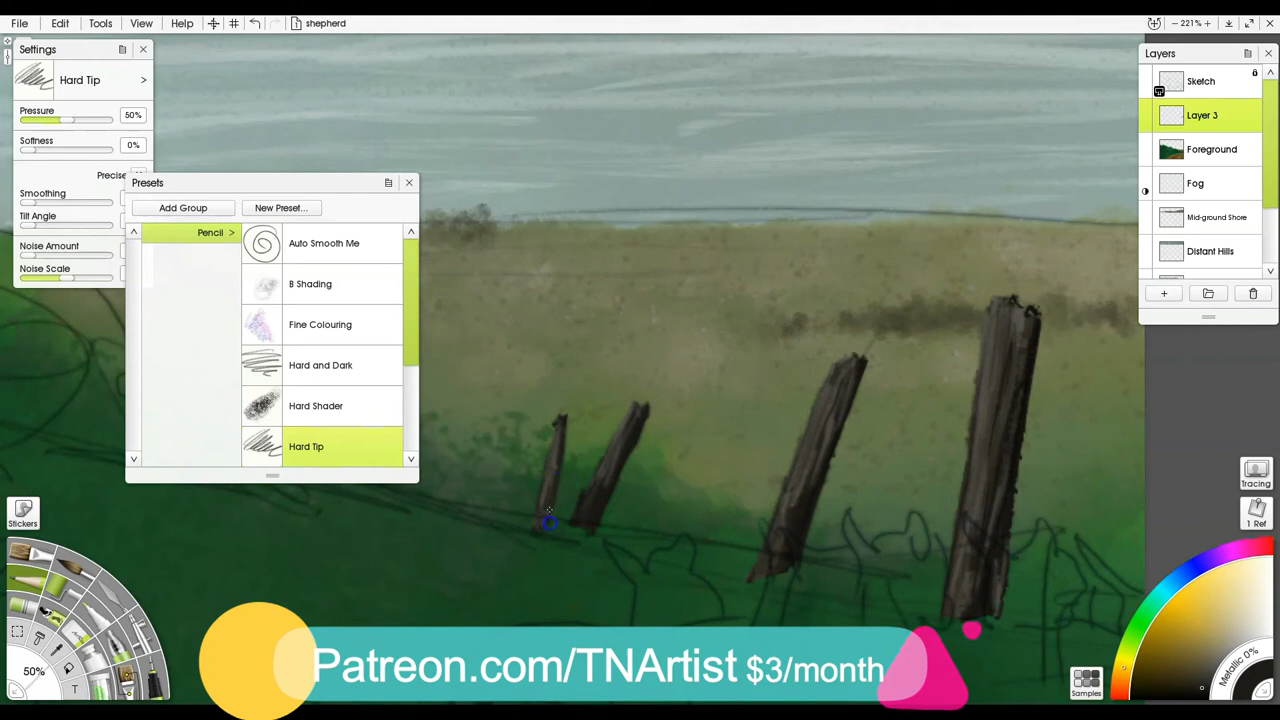 File Edit Tools View Help shepherd
221%
Settings
Hard Tip >
Pressure 50%
Softness 0%
Precise
Smoothing
Tilt Angle
Noise Amount
Noise Scale
Presets
Add Group New Preset...
Pencil >
Auto Smooth Me
B Shading
Fine Colouring
Hard and Dark
Hard Shader
Hard Tip
Layers
Sketch
Layer 3
Foreground
Fog
Mid-ground Shore
Distant Hills
Tracing
1 Ref
Stickers
50%
T
Samples
Metallic 0%
Patreon.com/TNArtist $3/month